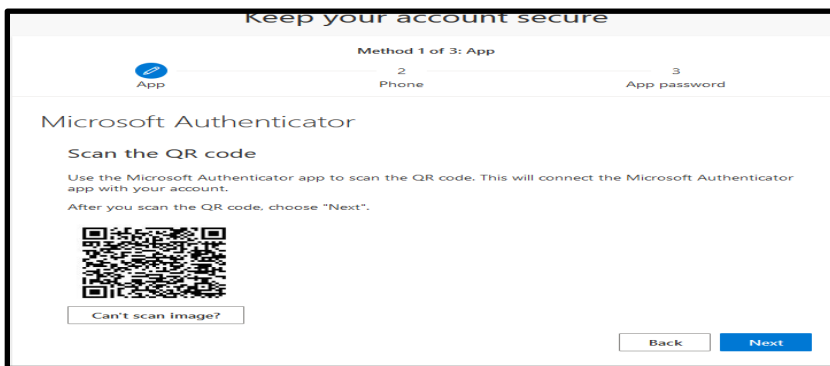 Keep your account secure
Method 1 of 3: App
2
3
App
Phone
App password
Microsoft Authenticator
Scan the QR code
Use the Microsoft Authenticator app to scan the QR code. This will connect the Microsoft Authenticator
app with your account.
After you scan the QR code, choose "Next".
Can't scan image?
Back
Next